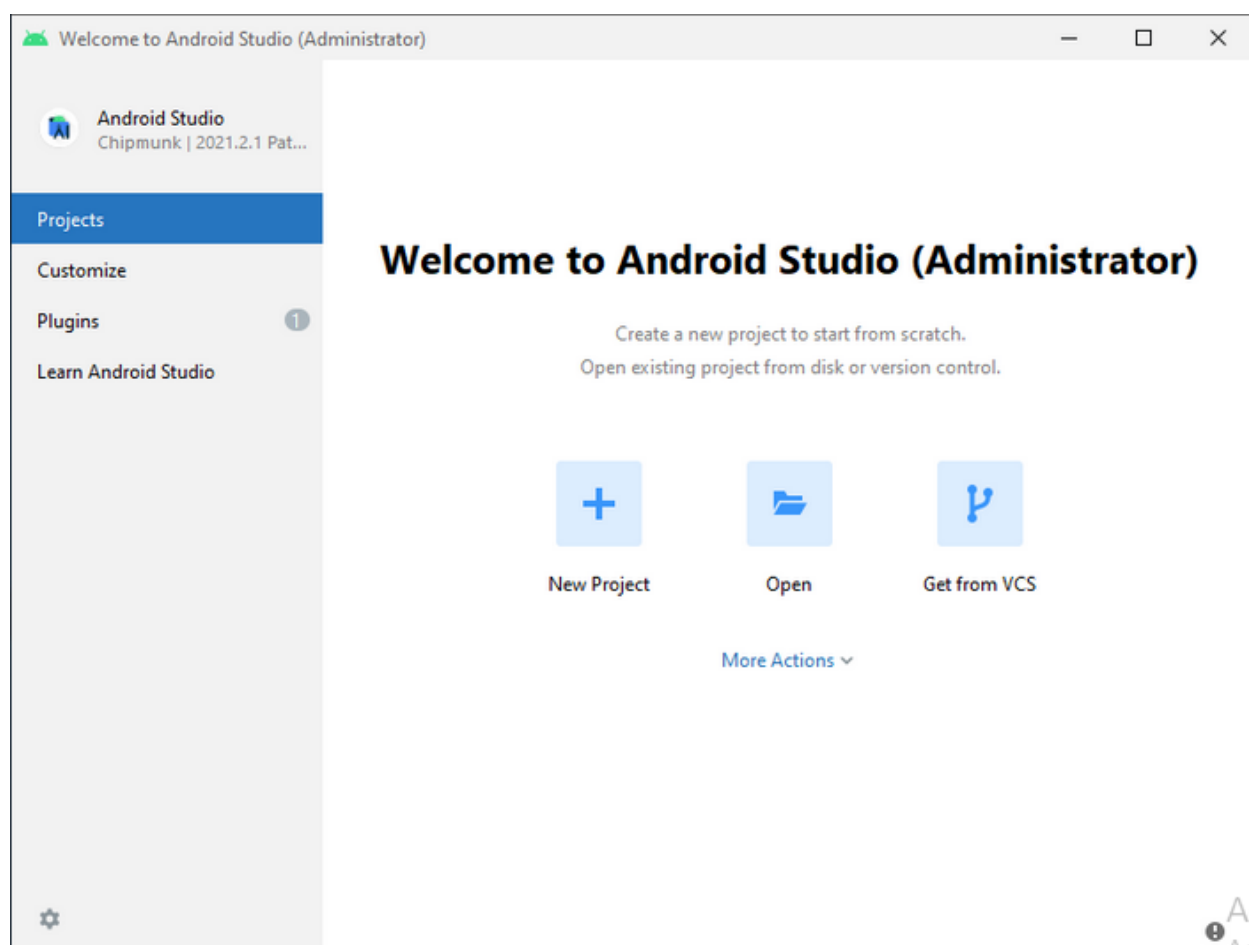 Welcome to Android Studio (Administrator)
Android Studio
Chipmunk | 2021.2.1 Pat...
Projects
Customize
Plugins
1
Learn Android Studio
Welcome to Android Studio (Administrator)
Create a new project to start from scratch.
Open existing project from disk or version control.
New Project
Open
Get from VCS
More Actions